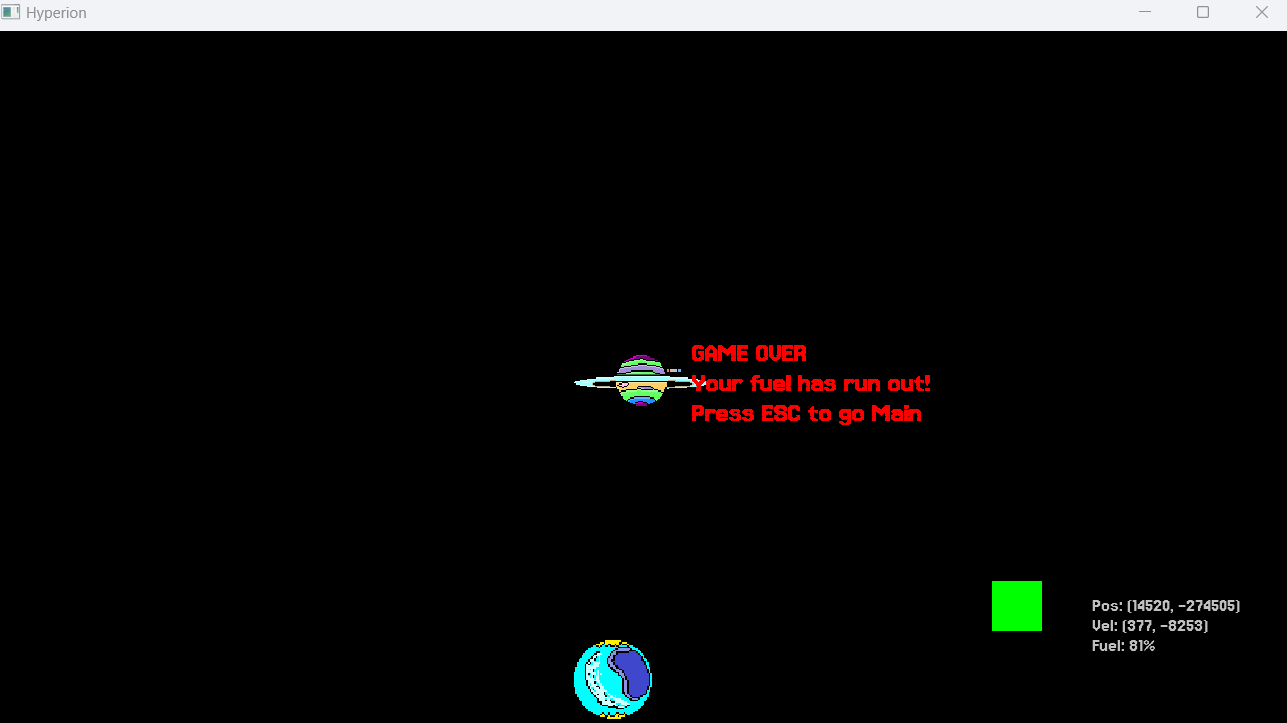 Hyperion
GAME OVER
Your fuel has run out!
Press ESC to go Main
Pos: (14520, -274505)
Vel: (377, -8253)
Fuel: 81%